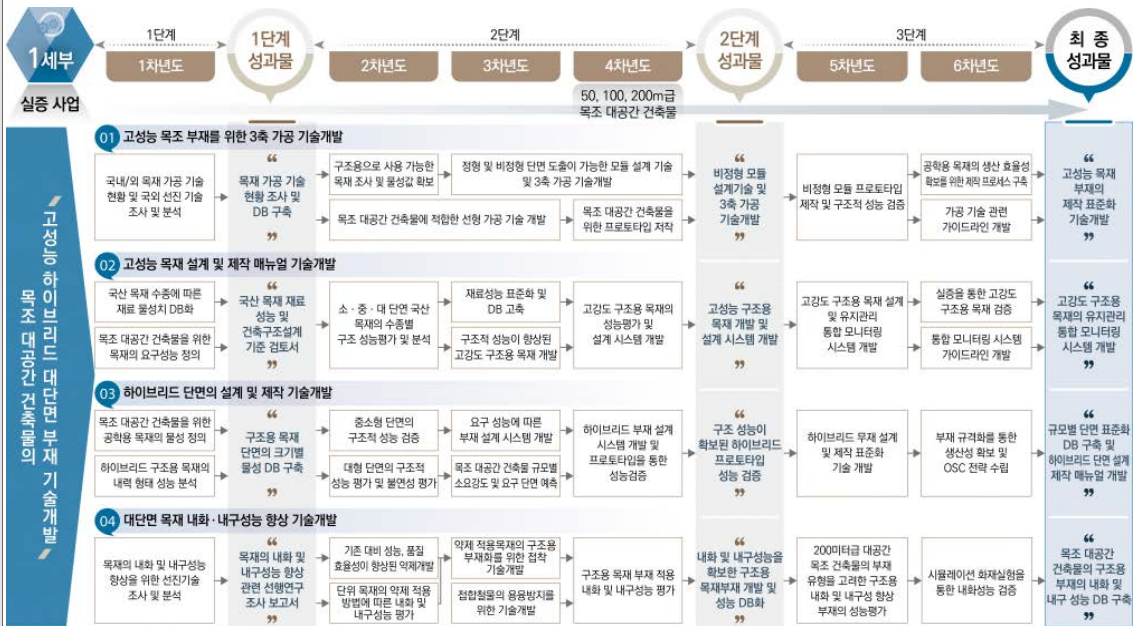 1세부
실증 사업
1단계
2단계
3단계
1차년도
1단계
성과물
2차년도
3차년도
4차년도
2단계
성과물
5차년도
6차년도
최 종
성과물
50, 100, 200m급
목조 대공간 건축물
목조 대공간 건축물의
고성능 하이브리드 대단면 부재 기술개발
01 고성능 목조 부재를 위한 3축 가공 기술개발
국내/외 목재 가공 기술
현황 및 국외 선진 기술
조사 및 분석
“
목재 가공 기술
현황 조사 및
DB 구축
”
구조용으로 사용 가능한
목재 조사 및 물성값 확보
정형 및 비정형 단면 도출이 가능한 모듈 설계 기술
및 3축 가공 기술개발
목조 대공간 건축물에 적합한 선형 가공 기술 개발
목조 대공간 건축물을
위한 프로토타입 저작
“
비정형 모듈
설계기술 및
3축 가공
기술개발
”
비정형 모듈 프로토타입
제작 및 구조적 성능 검증
공학용 목재의 생산 효율성
확보를 위한 제작 프로세스 구축
가공 기술 관련
가이드라인 개발
“
고성능 목재
부재의
제작 표준화
기술개발
”
02 고성능 목재 설계 및 제작 매뉴얼 기술개발
국산 목재 수종에 따른
재료 물성치 DB화
목조 대공간 건축물을 위한
목재의 요구성능 정의
“
국산 목재 재료
성능 및
건축구조설계
기준 검토서
”
소 · 중 · 대 단면 국산
목재의 수종별
구조 성능평가 및 분석
재료성능 표준화 및
DB 고축
구조적 성능이 향상된
고강도 구조용 목재 개발
고강도 구조용 목재의
성능평가 및
설계 시스템 개발
“
고성능 구조용
목재 개발 및
설계 시스템 개발
”
고강도 구조용 목재 설계
및 유지관리
통합 모니터링
시스템 개발
실증을 통한 고강도
구조용 목재 검증
통합 모니터링 시스템
가이드라인 개발
“
고강도 구조용
목재의 유지관리
통합 모니터링
시스템 개발
”
03 하이브리드 단면의 설계 및 제작 기술개발
목조 대공간 건축물을 위한
공학용 목재의 물성 정의
하이브리드 구조용 목재의
내력 형태 성능 분석
“
구조용 목재
단면의 크기별
물성 DB 구축
”
중소형 단면의
구조적 성능 검증
대형 단면의 구조적
성능 평가 및 불연성 평가
요구 성능에 따른
부재 설계 시스템 개발
목조 대공간 건축물 규모별
소요강도 및 요구 단면 예측
하이브리드 부재 설계
시스템 개발 및
프로토타입을 통한
성능검증
“
구조 성능이
확보된 하이브리드
프로토타입
성능 검증
”
하이브리드 무재 설계
및 제작 표준화
기술 개발
부재 규격화를 통한
생산성 확보 및
OSC 전략 수립
“
규모별 단면 표준화
DB 구축 및
하이브리드 단면 설계
제작 매뉴얼 개발
”
04 대단면 목재 내화 · 내구성능 향상 기술개발
목재의 내화 및 내구성능
향상을 위한 선진기술
조사 및 분석
“
목재의 내화 및
내구성능 향상
관련 선행연구
조사 보고서
”
기존 대비 성능, 품질
효율성이 향상된 약제개발
단위 목재의 약제 적용
방법에 따른 내화 및
내구성능 평가
약제 적용목재의 구조용
부재화를 위한 접착
기술개발
접합철물의 용융방지를
위한 기술개발
구조용 목재 부재 적용
내화 및 내구성능 평가
“
내화 및 내구성능을
확보한 구조용
목재부재 개발 및
성능 DB화
”
200미터급 대공간
목조 건축물의 부재
유형을 고려한 구조용
내화 및 내구성 향상
부재의 성능평가
시뮬레이션 화재실험을
통한 내화성능 검증
“
목조 대공간
건축물의 구조용
부재의 내화 및
내구 성능 DB 구축
”